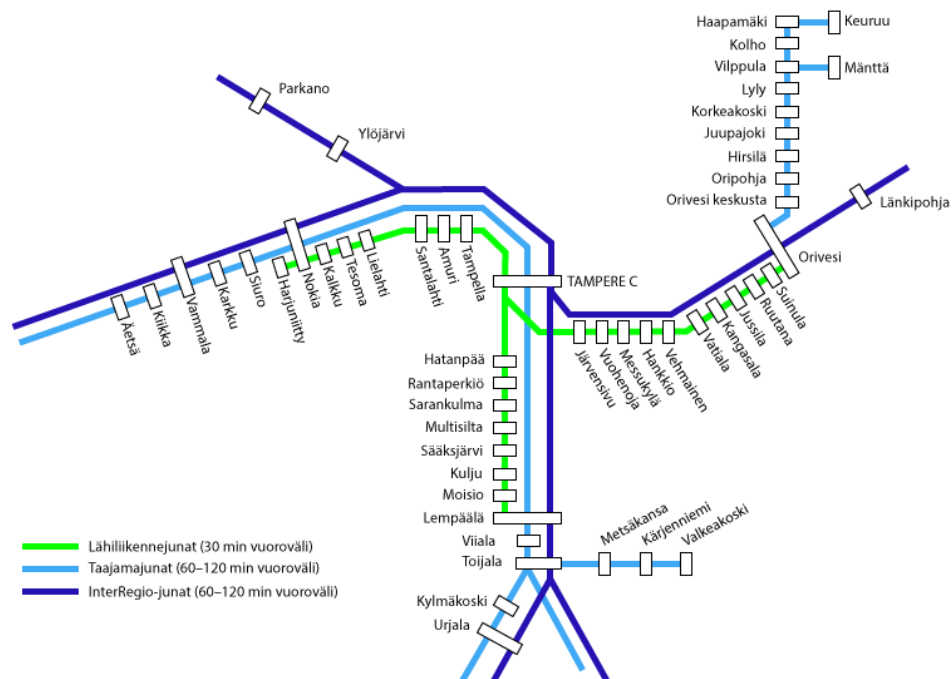 Haapamäki
Keuruu
Kolho
Vilppula
Mänttä
Lyly
Korkeakoski
Juupajoki
Hirsilä
Oripohja
Orivesi keskusta
Parkano
Ylöjärvi
Länkipohja
Orivesi
Äetsä
Kiikka
Vammala
Karkku
Siuro
Harjuniitty
Nokia
Kalkku
Tesoma
Lielahti
Santalahti
Amuri
Tampella
TAMPERE C
Järvensivu
Vuohenoja
Messukylä
Hankkio
Vehmainen
Vatiala
Kangasala
Jussila
Ruutana
Suinula
Hatanpää
Rantaperkiö
Sarankulma
Multisilta
Sääksjärvi
Kulju
Moisio
Lempäälä
Viiala
Toijala
Metsäkansa
Kärjenniemi
Valkeakoski
Kylmäkoski
Urjala
Lähiliikennejunat (30 min vuoroväli)
Taajamajunat (60–120 min vuoroväli)
InterRegio-junat (60–120 min vuoroväli)